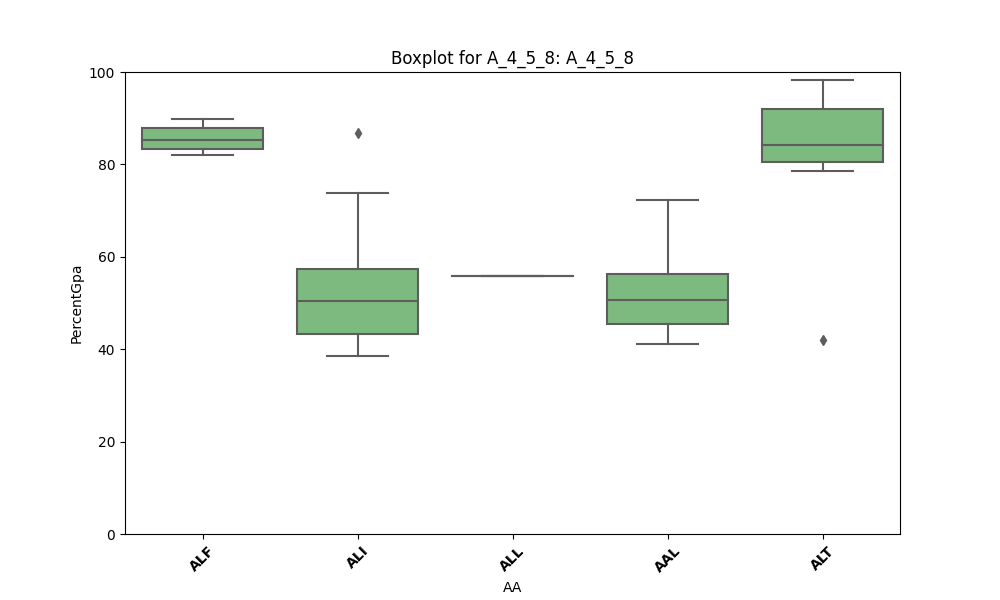 Boxplot for A_4_5_8: A_4_5_8
100
80
60
40
20
0
PercentGpa
ALF
ALI
ALL
AAL
ALT
AA